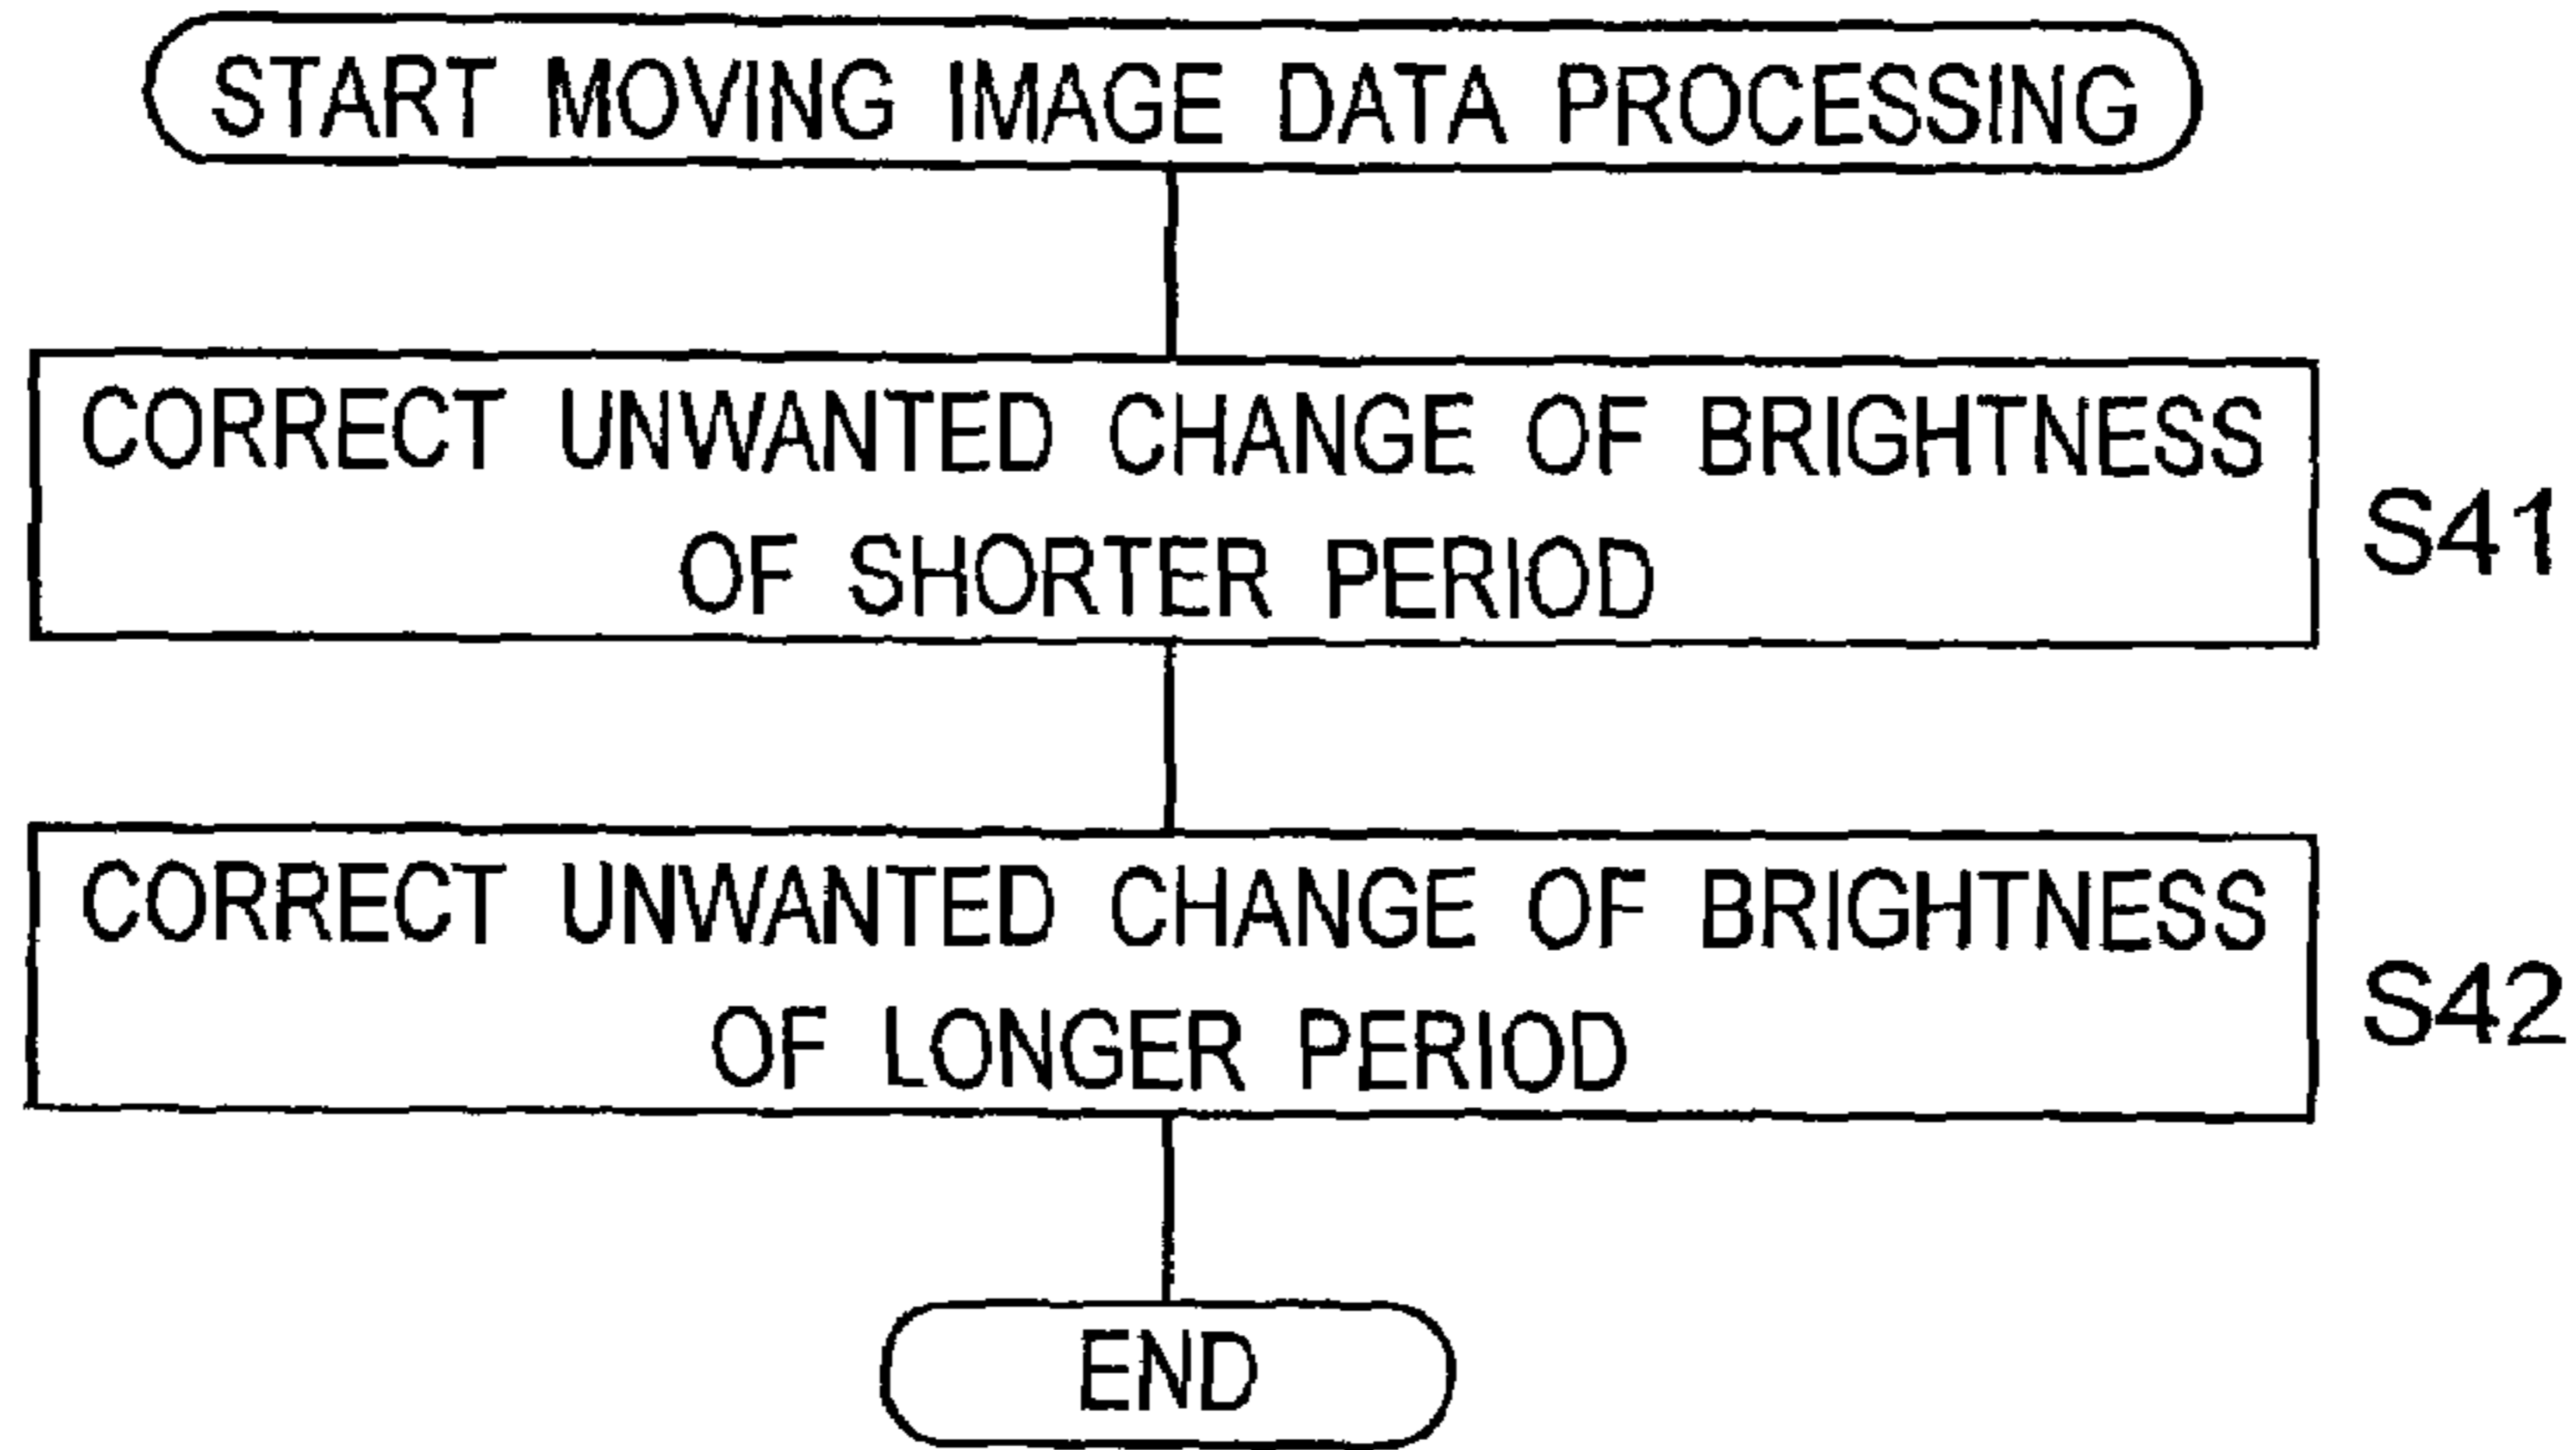 START MOVING IMAGE DATA PROCESSING
CORRECT UNWANTED CHANGE OF BRIGHTNESS
OF SHORTER PERIOD
S41
CORRECT UNWANTED CHANGE OF BRIGHTNESS
OF LONGER PERIOD
S42
END